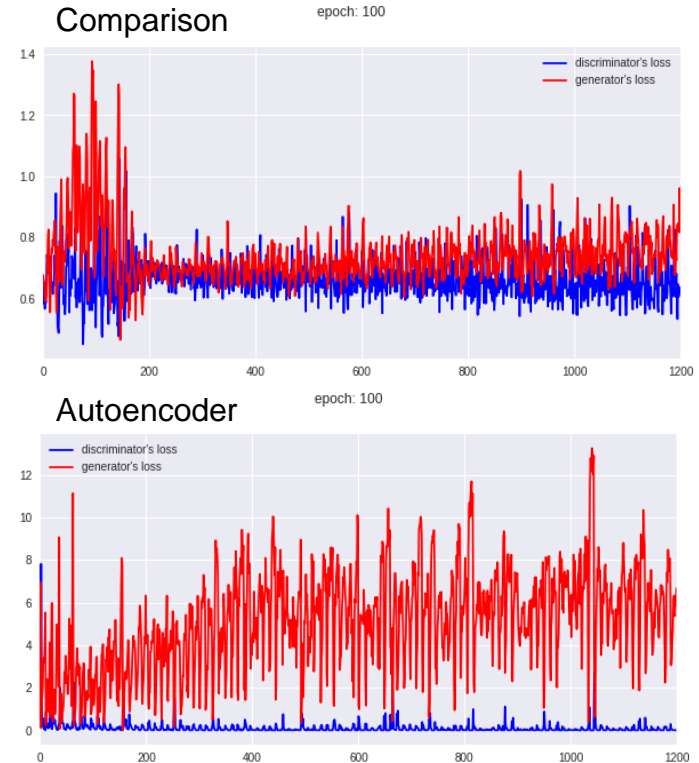 Comparison
epoch: 100
discriminator's loss
generator's loss
1.4
1.2
1.0
0.8
0.6
0 200 400 600 800 1000 1200
Autoencoder
epoch: 100
discriminator's loss
generator's loss
12
10
8
6
4
2
0
0 200 400 600 800 1000 1200